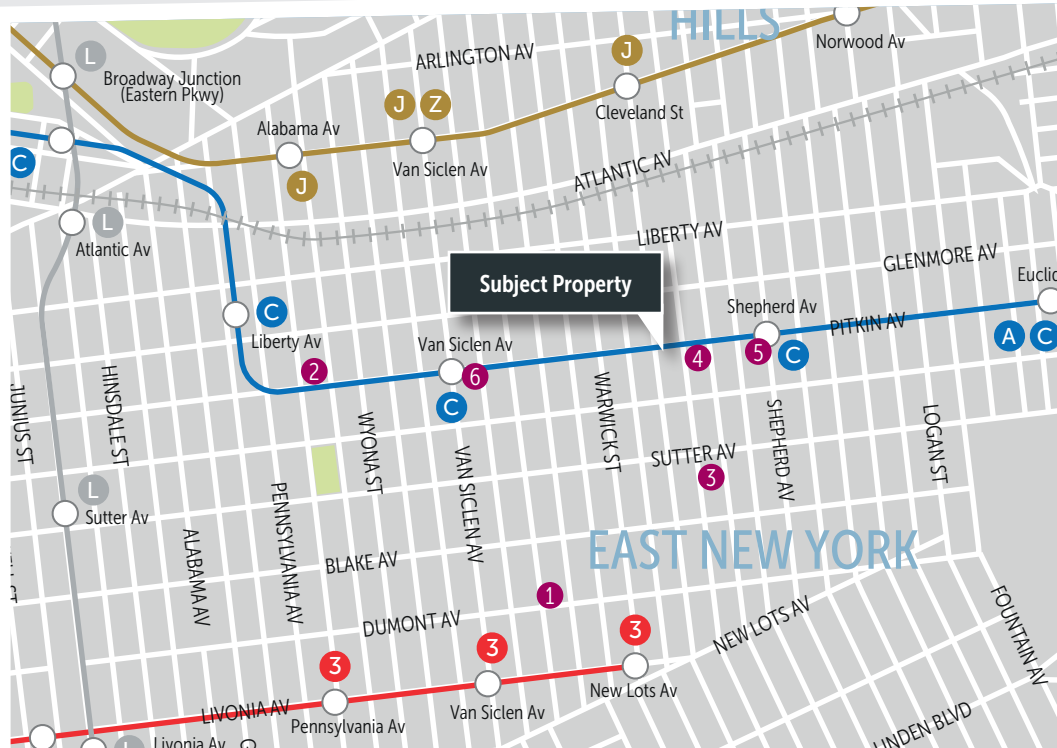 HILLS
Norwood Av
J
ARLINGTON AV
L
Broadway Junction
(Eastern Pkwy)
J
Z
Cleveland St
Alabama Av
Van Siclen Av
C
J
ATLANTIC AV
L
Atlantic Av
LIBERTY AV
GLENMORE AV
Subject Property
Euclid
Shepherd Av
C
PITKIN AV
A
C
Liberty Av
Van Siclen Av
2
6
4
5
C
C
JUNIUS ST
HINSDALE ST
WYONA ST
WARWICK ST
SHEPHERD AV
LOGAN ST
VAN SICLEN AV
SUTTER AV
3
L
Sutter Av
PENNSYLVANIA AV
ALABAMA AV
BLAKE AV
EAST NEW YORK
1
DUMONT AV
NEW LOTS AV
FOUNTAIN AV
3
3
3
New Lots Av
LIVONIA AV
Pennsylvania Av
Van Siclen Av
LINDEN BLVD
L
Livonia Av